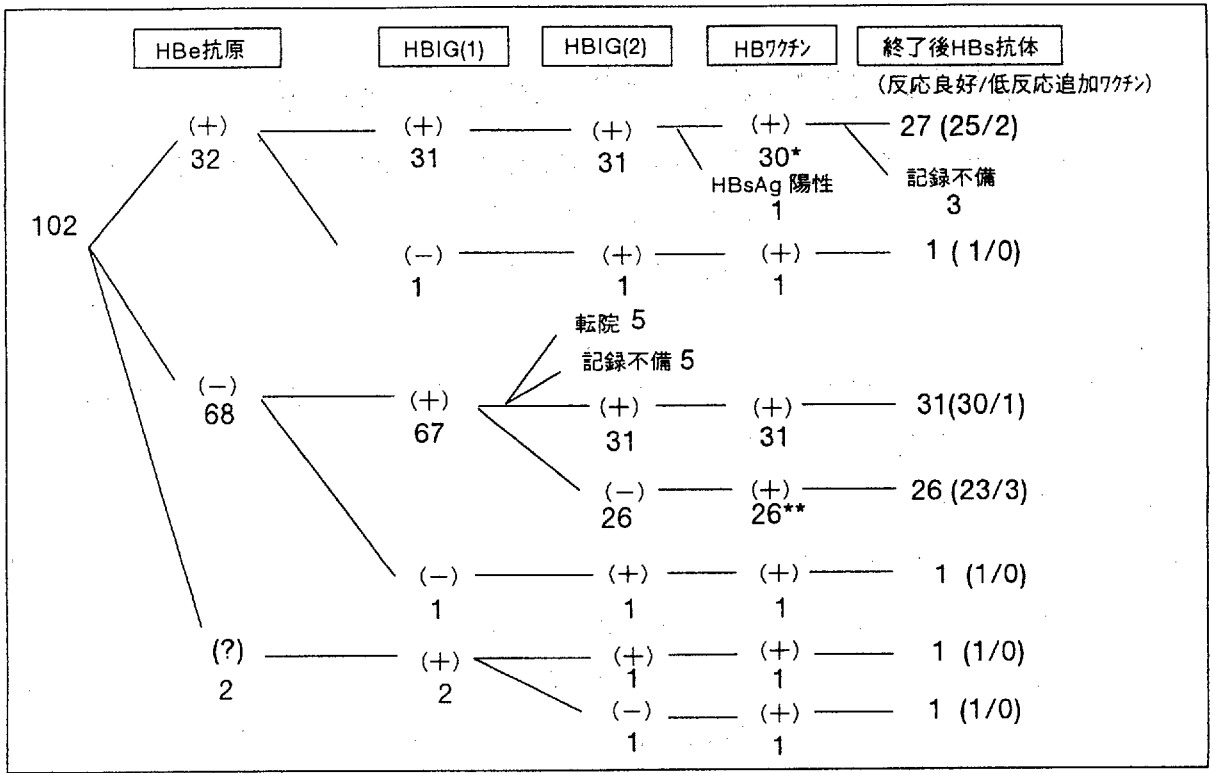 HBe抗原 HBIG(1) HBIG(2) HBワクチン 終了後HBs抗体
(反応良好/低反応追加ワクチン)
(+) (+) (+) (+) 27 (25/2)
32 31 31 30*
HBsAg 陽性 記録不備
1 3
102
(-) (+) (+) 1 ( 1/0)
1 1 1
転院 5
記録不備 5
(-) (+) (+) (+) 31(30/1)
68 67 31 31
(-) (+) 26 (23/3)
26 26**
(-) (+) (+) 1 (1/0)
1 1 1
(?) (+) (+) (+) 1 (1/0)
2 2 1 1
(-) (+) 1 (1/0)
1 1